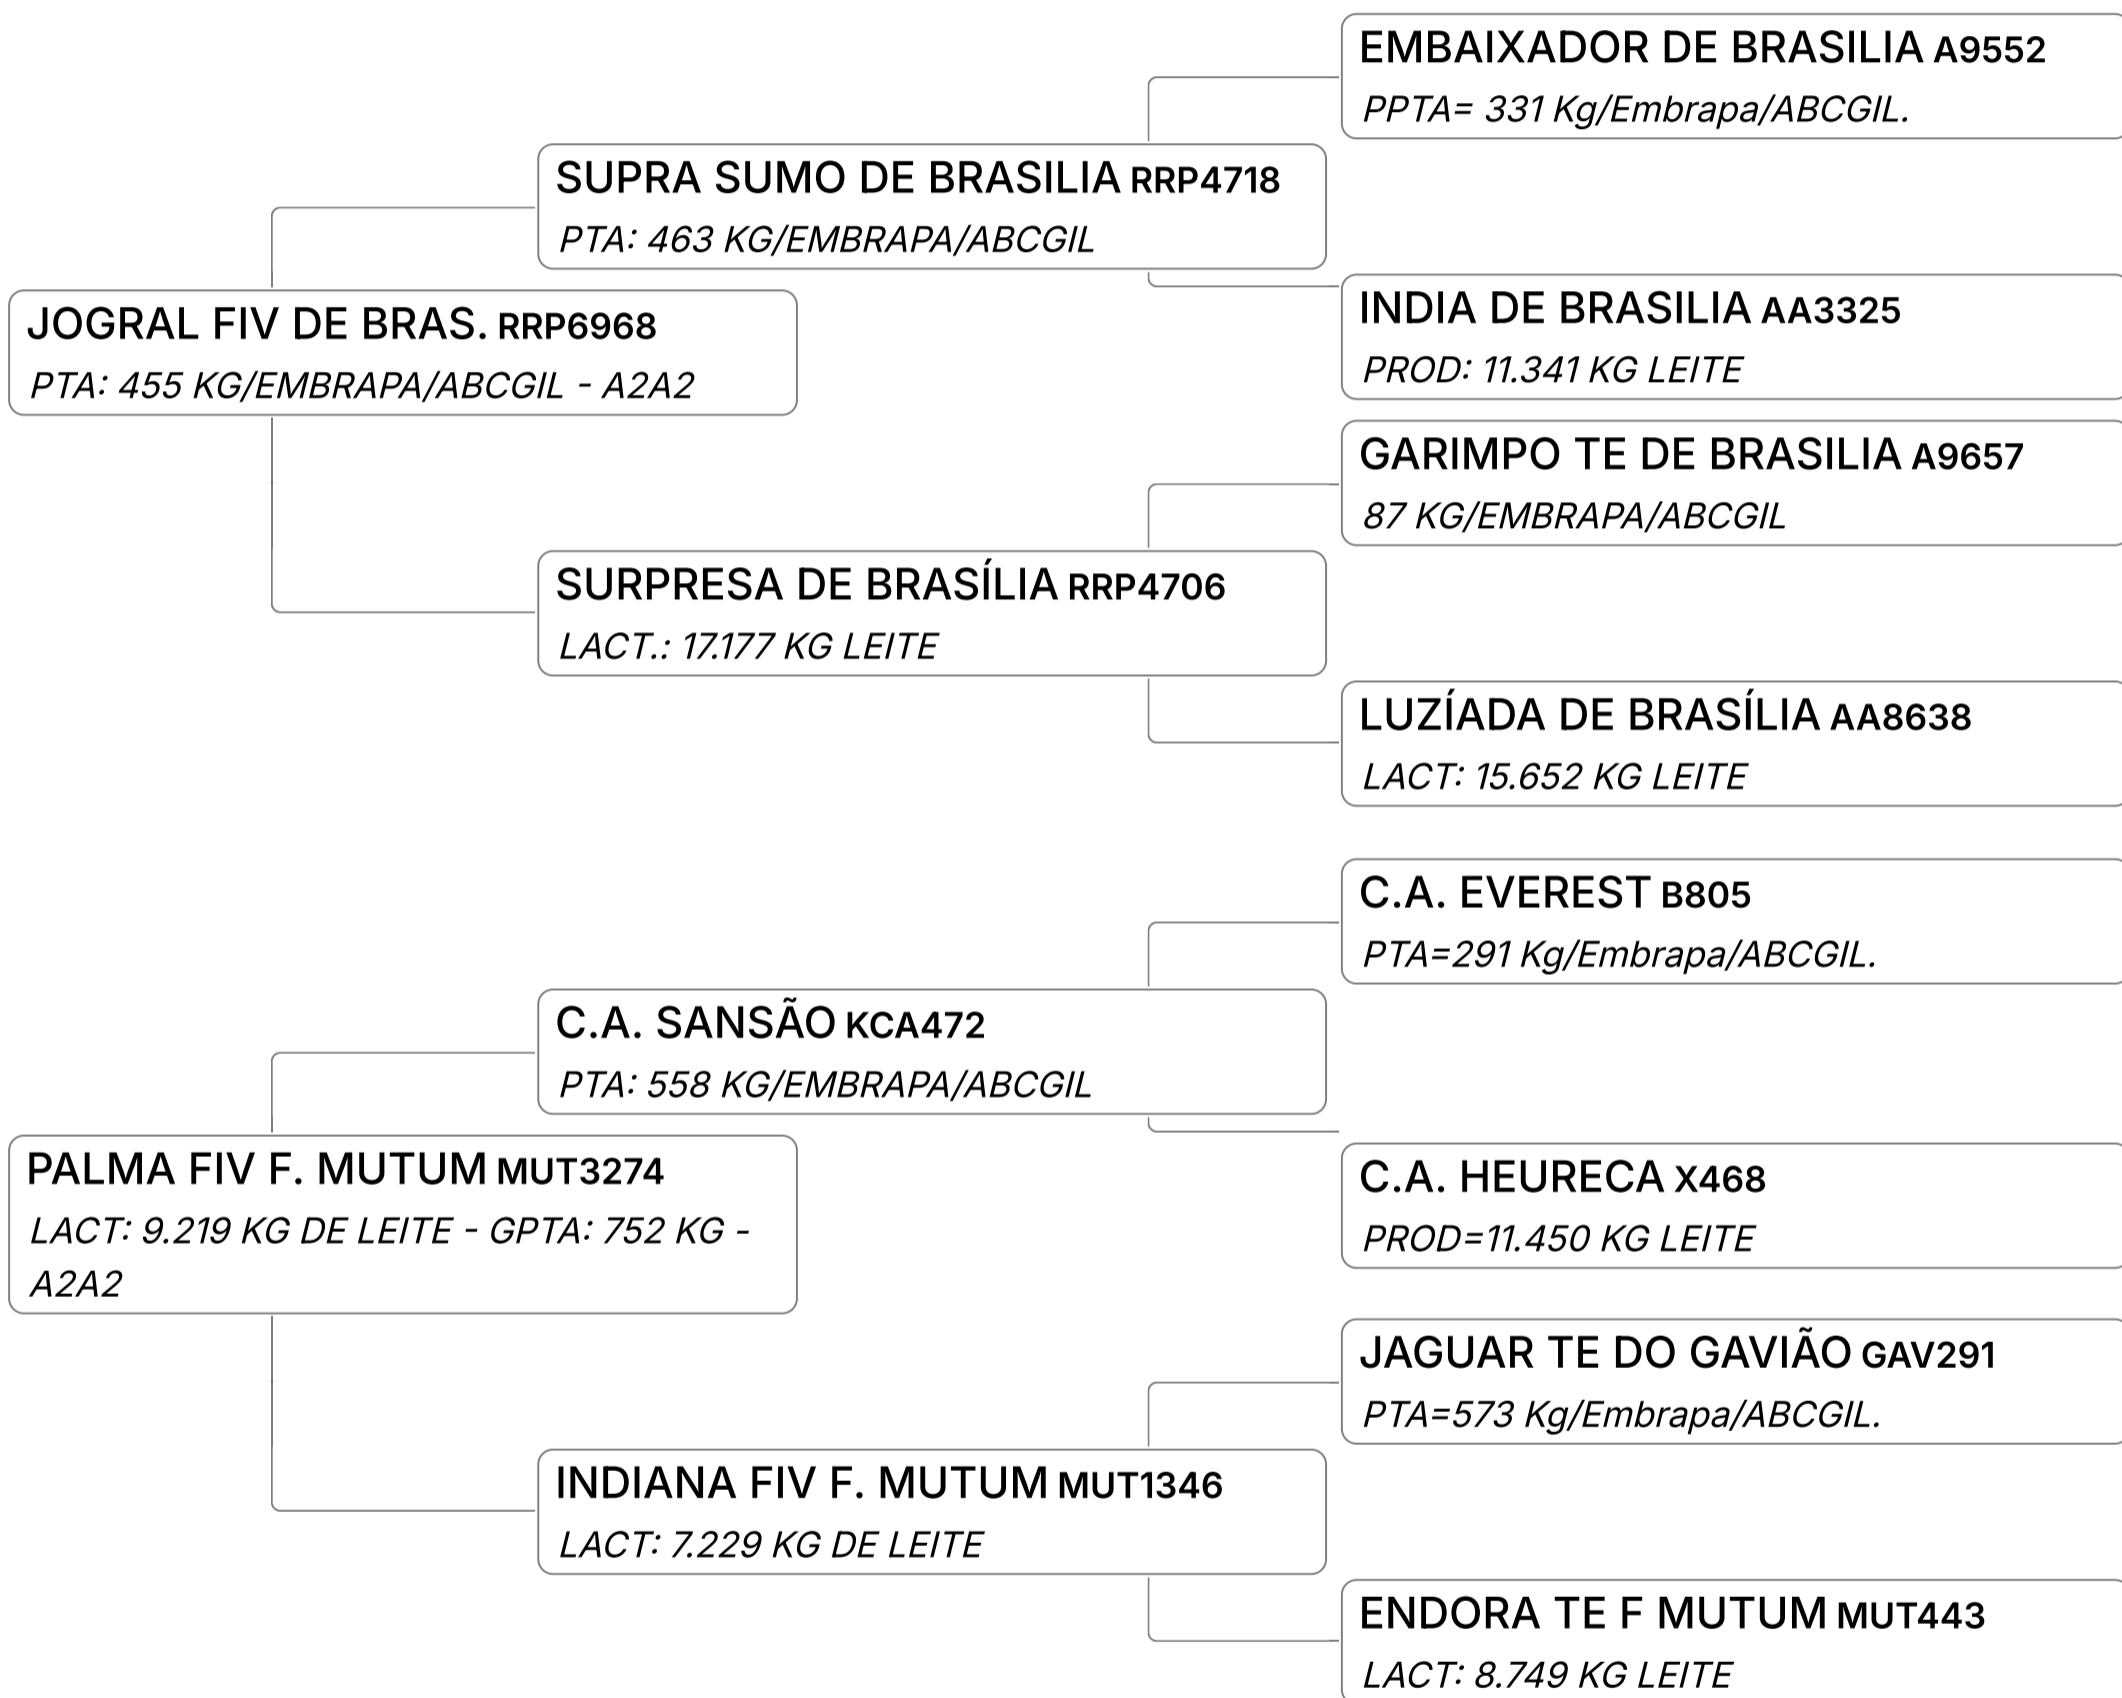 EMBAIXADOR DE BRASILIA A9552
PPTA= 331 Kg/Embrapa/ABCGIL.
SUPRA SUMO DE BRASILIA RRP4718
PTA: 463 KG/EMBRAPA/ABCGIL
INDIA DE BRASILIA AA3325
PROD: 11.341 KG LEITE
JOGRAL FIV DE BRAS. RRP6968
PTA: 455 KG/EMBRAPA/ABCGIL - A2A2
GARIMPO TE DE BRASILIA A9657
87 KG/EMBRAPA/ABCGIL
SURPRESA DE BRASÍLIA RRP4706
LACT.: 17.177 KG LEITE
LUZÍADA DE BRASÍLIA AA8638
LACT: 15.652 KG LEITE
C.A. EVEREST B805
PTA=291 Kg/Embrapa/ABCGIL.
C.A. SANSÃO KCA472
PTA: 558 KG/EMBRAPA/ABCGIL
C.A. HEURECA X468
PROD=11.450 KG LEITE
PALMA FIV F. MUTUM MUT3274
LACT: 9.219 KG DE LEITE - GPTA: 752 KG -
A2A2
JAGUAR TE DO GAVIÃO GAV291
PTA=573 Kg/Embrapa/ABCGIL.
INDIANA FIV F. MUTUM MUT1346
LACT: 7.229 KG DE LEITE
ENDORA TE F MUTUM MUT443
LACT: 8.749 KG LEITE